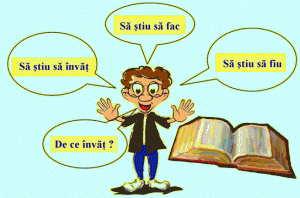 Să ştiu să fac
Să ştiu să învăţ
Să ştiu să fiu
De ce învăţ ?